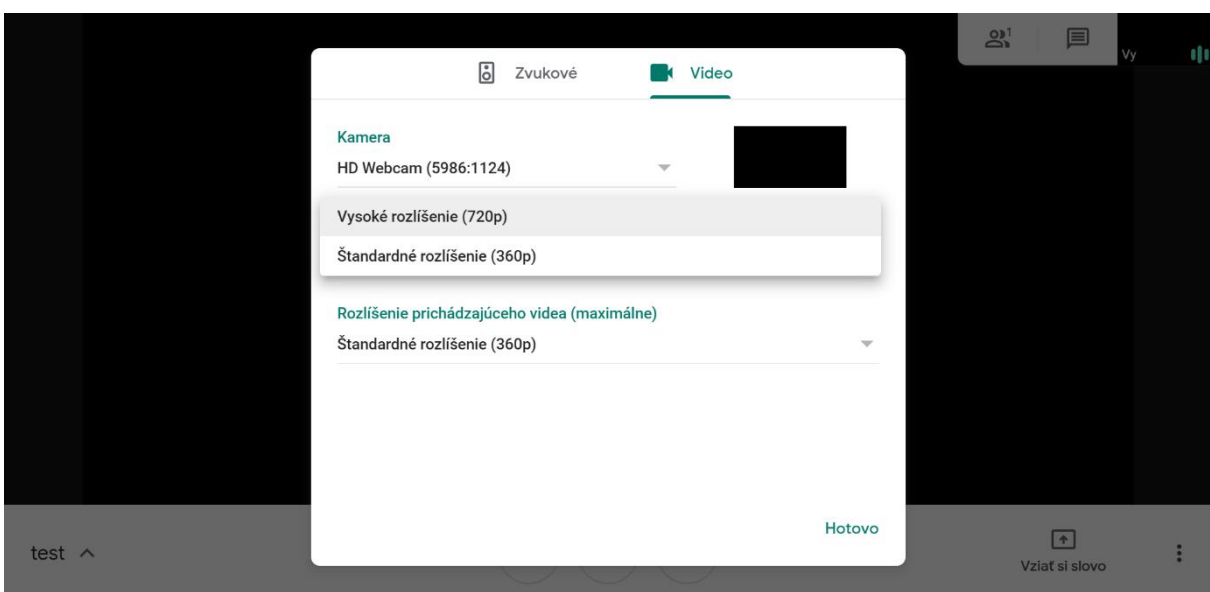 1
Vy
Zvukové
Video
Kamera
HD Webcam (5986:1124)
Vysoké rozlíšenie (720p)
Štandardné rozlíšenie (360p)
Rozlíšenie prichádzajúceho videa (maximálne)
Štandardné rozlíšenie (360p)
Hotovo
test
Vziať si slovo